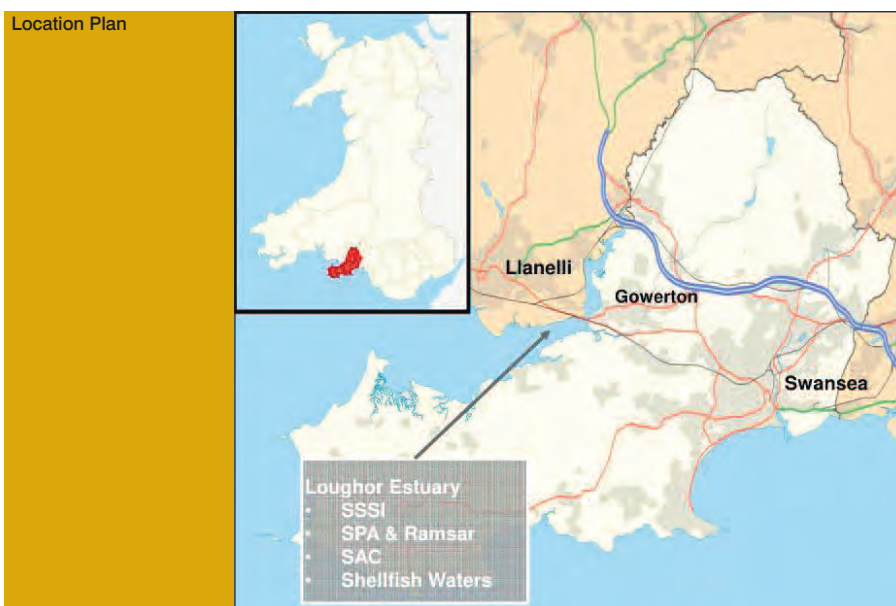 Location Plan
Llanelli
Gowerton
Swansea
Loughor Estuary
• SSSI
• SPA & Ramsar
• SAC
• Shellfish Waters